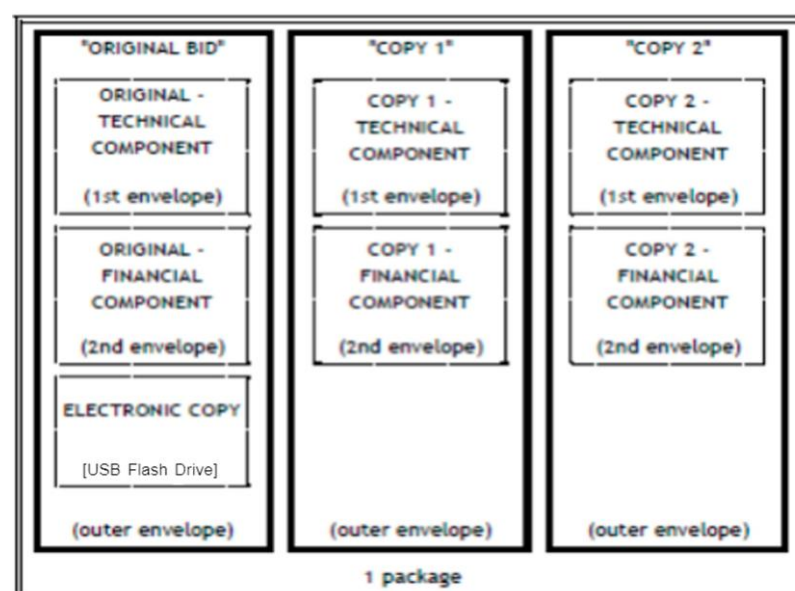 "ORIGINAL BID"
ORIGINAL -
TECHNICAL
COMPONENT
(1st envelope)
ORIGINAL -
FINANCIAL
COMPONENT
(2nd envelope)
ELECTRONIC COPY
[USB Flash Drive]
(outer envelope)
"COPY 1"
COPY 1 -
TECHNICAL
COMPONENT
(1st envelope)
COPY 1 -
FINANCIAL
COMPONENT
(2nd envelope)
(outer envelope)
"COPY 2"
COPY 2 -
TECHNICAL
COMPONENT
(1st envelope)
COPY 2 -
FINANCIAL
COMPONENT
(2nd envelope)
(outer envelope)
1 package